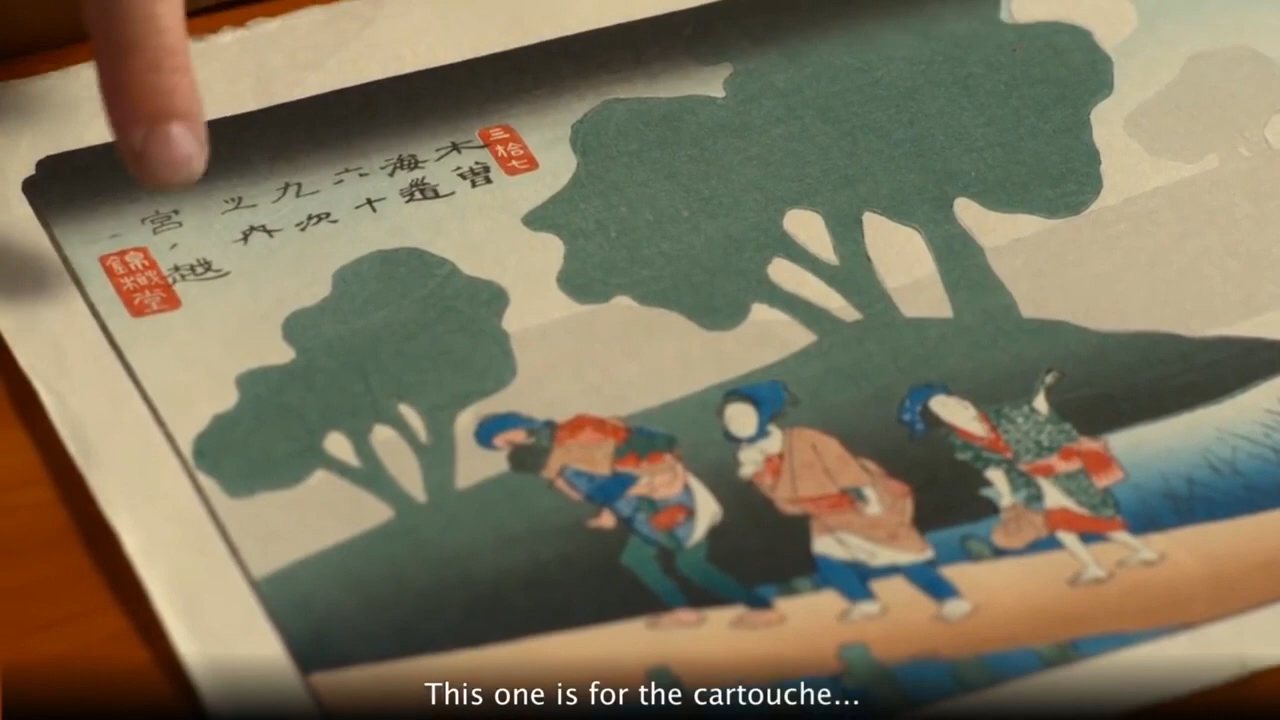 三拾七
木曾
海道
六十
九次
之内
宮ノ越
錦樹堂
This one is for the cartouche...